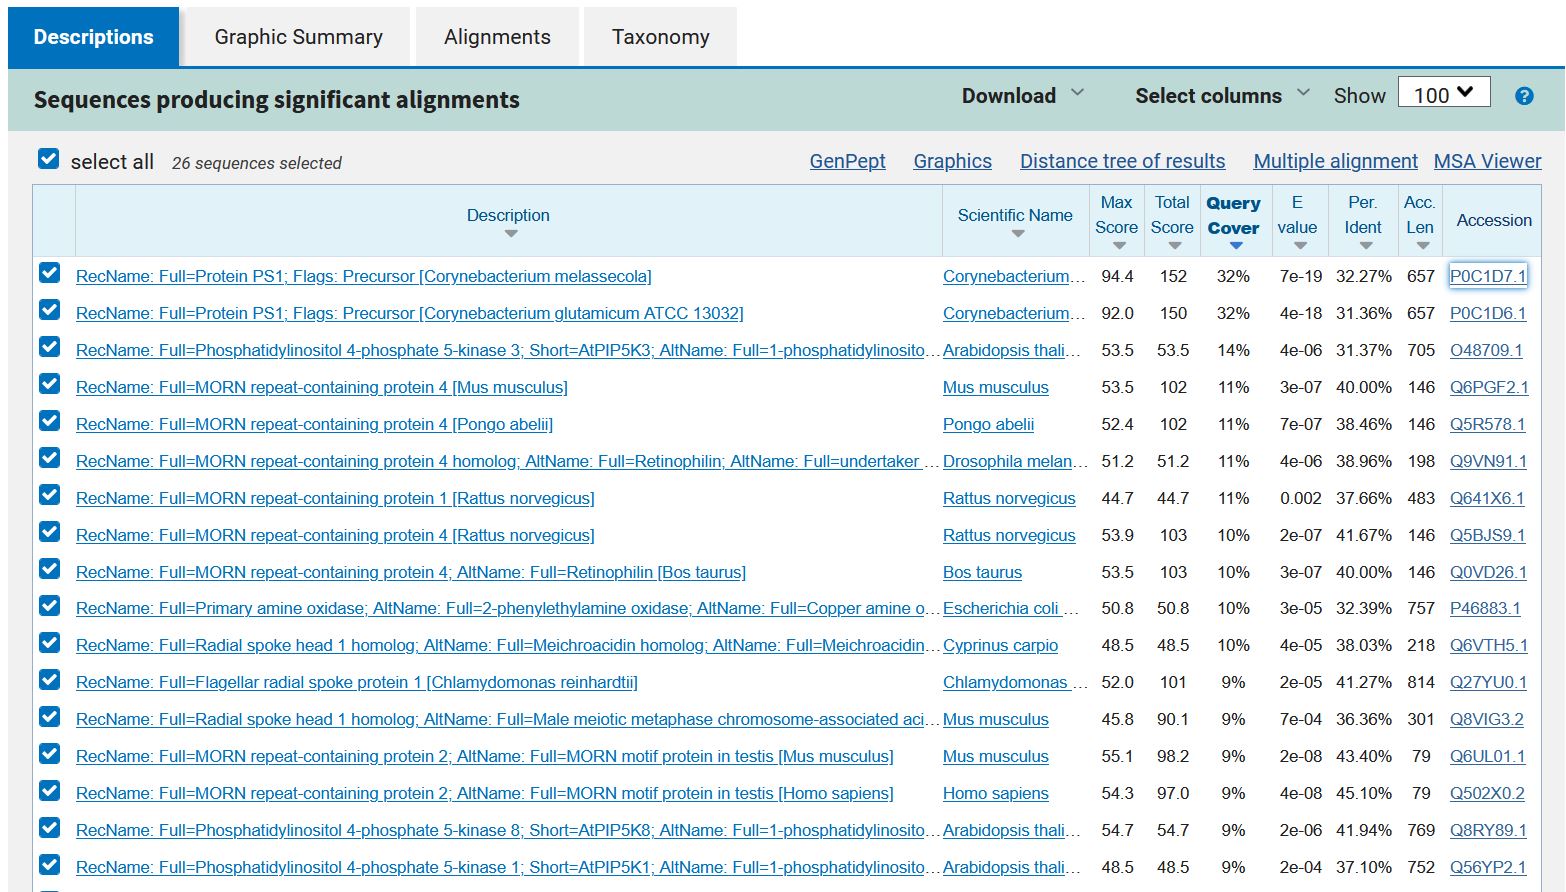 Descriptions Graphic Summary Alignments Taxonomy
Sequences producing significant alignments Download Select columns Show 100 ?
select all 26 sequences selected GenPept Graphics Distance tree of results Multiple alignment MSA Viewer
Description Scientific Name Max Score Total Score Query Cover E value Per. Ident Acc. Len Accession
RecName: Full=Protein PS1; Flags: Precursor [Corynebacterium melassecola] Corynebacterium... 94.4 152 32% 7e-19 32.27% 657 P0C1D7.1
RecName: Full=Protein PS1; Flags: Precursor [Corynebacterium glutamicum ATCC 13032] Corynebacterium... 92.0 150 32% 4e-18 31.36% 657 P0C1D6.1
RecName: Full=Phosphatidylinositol 4-phosphate 5-kinase 3; Short=AtPIP5K3; AltName: Full=1-phosphatidylinosito... Arabidopsis thali... 53.5 53.5 14% 4e-06 31.37% 705 O48709.1
RecName: Full=MORN repeat-containing protein 4 [Mus musculus] Mus musculus 53.5 102 11% 3e-07 40.00% 146 Q6PGF2.1
RecName: Full=MORN repeat-containing protein 4 [Pongo abelii] Pongo abelii 52.4 102 11% 7e-07 38.46% 146 Q5R578.1
RecName: Full=MORN repeat-containing protein 4 homolog; AltName: Full=Retinophilin; AltName: Full=undertaker ... Drosophila melan... 51.2 51.2 11% 4e-06 38.96% 198 Q9VN91.1
RecName: Full=MORN repeat-containing protein 1 [Rattus norvegicus] Rattus norvegicus 44.7 44.7 11% 0.002 37.66% 483 Q641X6.1
RecName: Full=MORN repeat-containing protein 4 [Rattus norvegicus] Rattus norvegicus 53.9 103 10% 2e-07 41.67% 146 Q5BJS9.1
RecName: Full=MORN repeat-containing protein 4; AltName: Full=Retinophilin [Bos taurus] Bos taurus 53.5 103 10% 3e-07 40.00% 146 Q0VD26.1
RecName: Full=Primary amine oxidase; AltName: Full=2-phenylethylamine oxidase; AltName: Full=Copper amine o... Escherichia coli ... 50.8 50.8 10% 3e-05 32.39% 757 P46883.1
RecName: Full=Radial spoke head 1 homolog; AltName: Full=Meichroacidin homolog; AltName: Full=Meichroacidin... Cyprinus carpio 48.5 48.5 10% 4e-05 38.03% 218 Q6VTH5.1
RecName: Full=Flagellar radial spoke protein 1 [Chlamydomonas reinhardtii] Chlamydomonas ... 52.0 101 9% 2e-05 41.27% 814 Q27YU0.1
RecName: Full=Radial spoke head 1 homolog; AltName: Full=Male meiotic metaphase chromosome-associated aci... Mus musculus 45.8 90.1 9% 7e-04 36.36% 301 Q8VIG3.2
RecName: Full=MORN repeat-containing protein 2; AltName: Full=MORN motif protein in testis [Mus musculus] Mus musculus 55.1 98.2 9% 2e-08 43.40% 79 Q6UL01.1
RecName: Full=MORN repeat-containing protein 2; AltName: Full=MORN motif protein in testis [Homo sapiens] Homo sapiens 54.3 97.0 9% 4e-08 45.10% 79 Q502X0.2
RecName: Full=Phosphatidylinositol 4-phosphate 5-kinase 8; Short=AtPIP5K8; AltName: Full=1-phosphatidylinosito... Arabidopsis thali... 54.7 54.7 9% 2e-06 41.94% 769 Q8RY89.1
RecName: Full=Phosphatidylinositol 4-phosphate 5-kinase 1; Short=AtPIP5K1; AltName: Full=1-phosphatidylinosito... Arabidopsis thali... 48.5 48.5 9% 2e-04 37.10% 752 Q56YP2.1